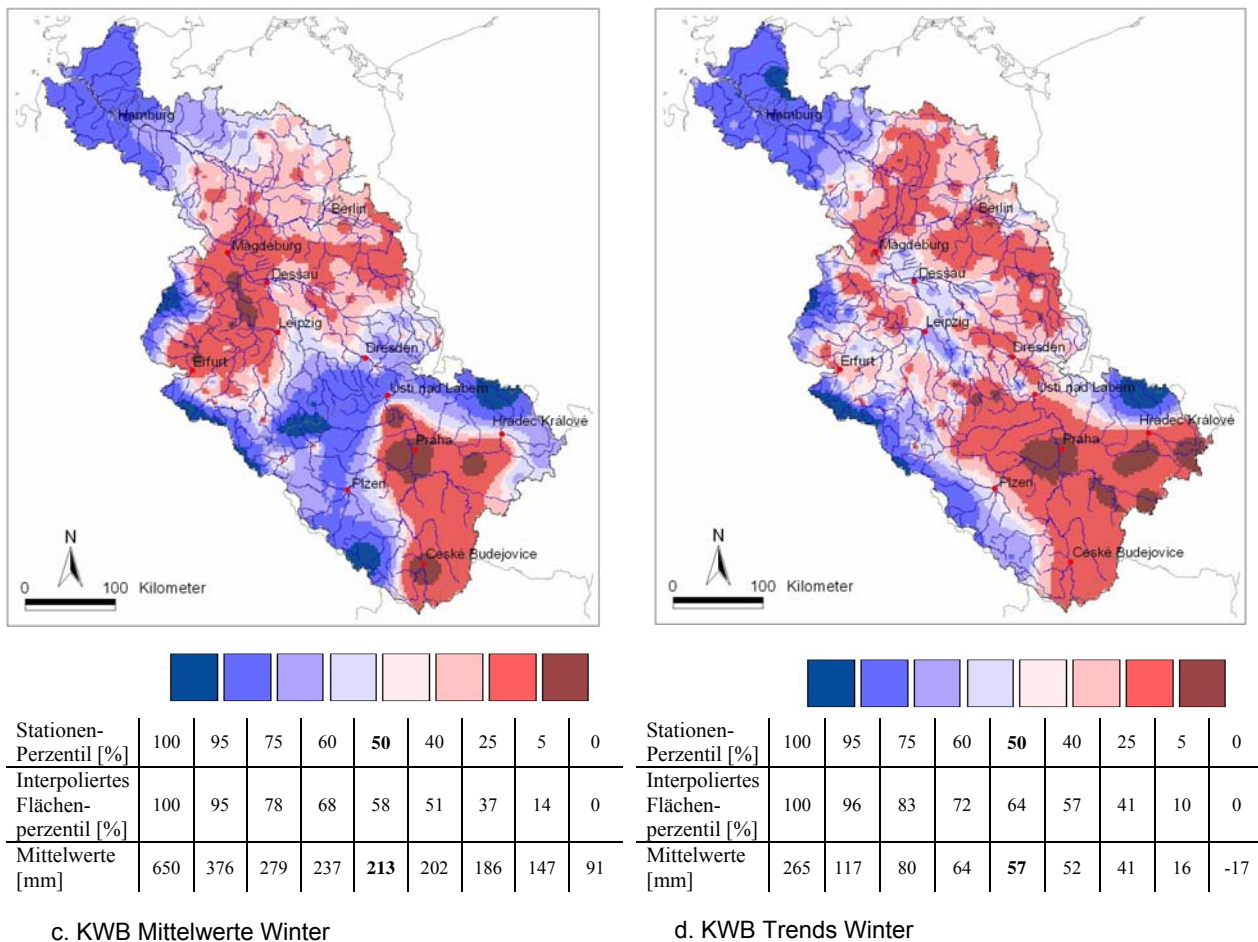 Hamburg
Berlin
Magdeburg
Dessau
Leipzig
Erfurt
Dresden
Ústí nad Labem
Hradec Králové
Praha
Plzen
České Budejovice
N
0 100 Kilometer
Stationen-
Perzentil [%] 100 95 75 60 50 40 25 5 0
Interpoliertes
Flächen-
perzentil [%] 100 95 78 68 58 51 37 14 0
Mittelwerte
[mm] 650 376 279 237 213 202 186 147 91
c. KWB Mittelwerte Winter
Hamburg
Berlin
Magdeburg
Dessau
Leipzig
Erfurt
Dresden
Ústí nad Labem
Hradec Králové
Praha
Plzen
České Budejovice
N
0 100 Kilometer
Stationen-
Perzentil [%] 100 95 75 60 50 40 25 5 0
Interpoliertes
Flächen-
perzentil [%] 100 96 83 72 64 57 41 10 0
Mittelwerte
[mm] 265 117 80 64 57 52 41 16 -17
d. KWB Trends Winter